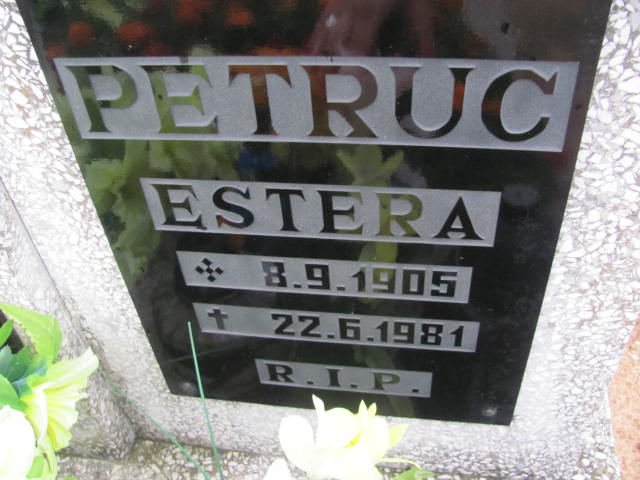 PETRUC
ESTERA
8.9.1905
✝ 22.6.1981
R.I.P.